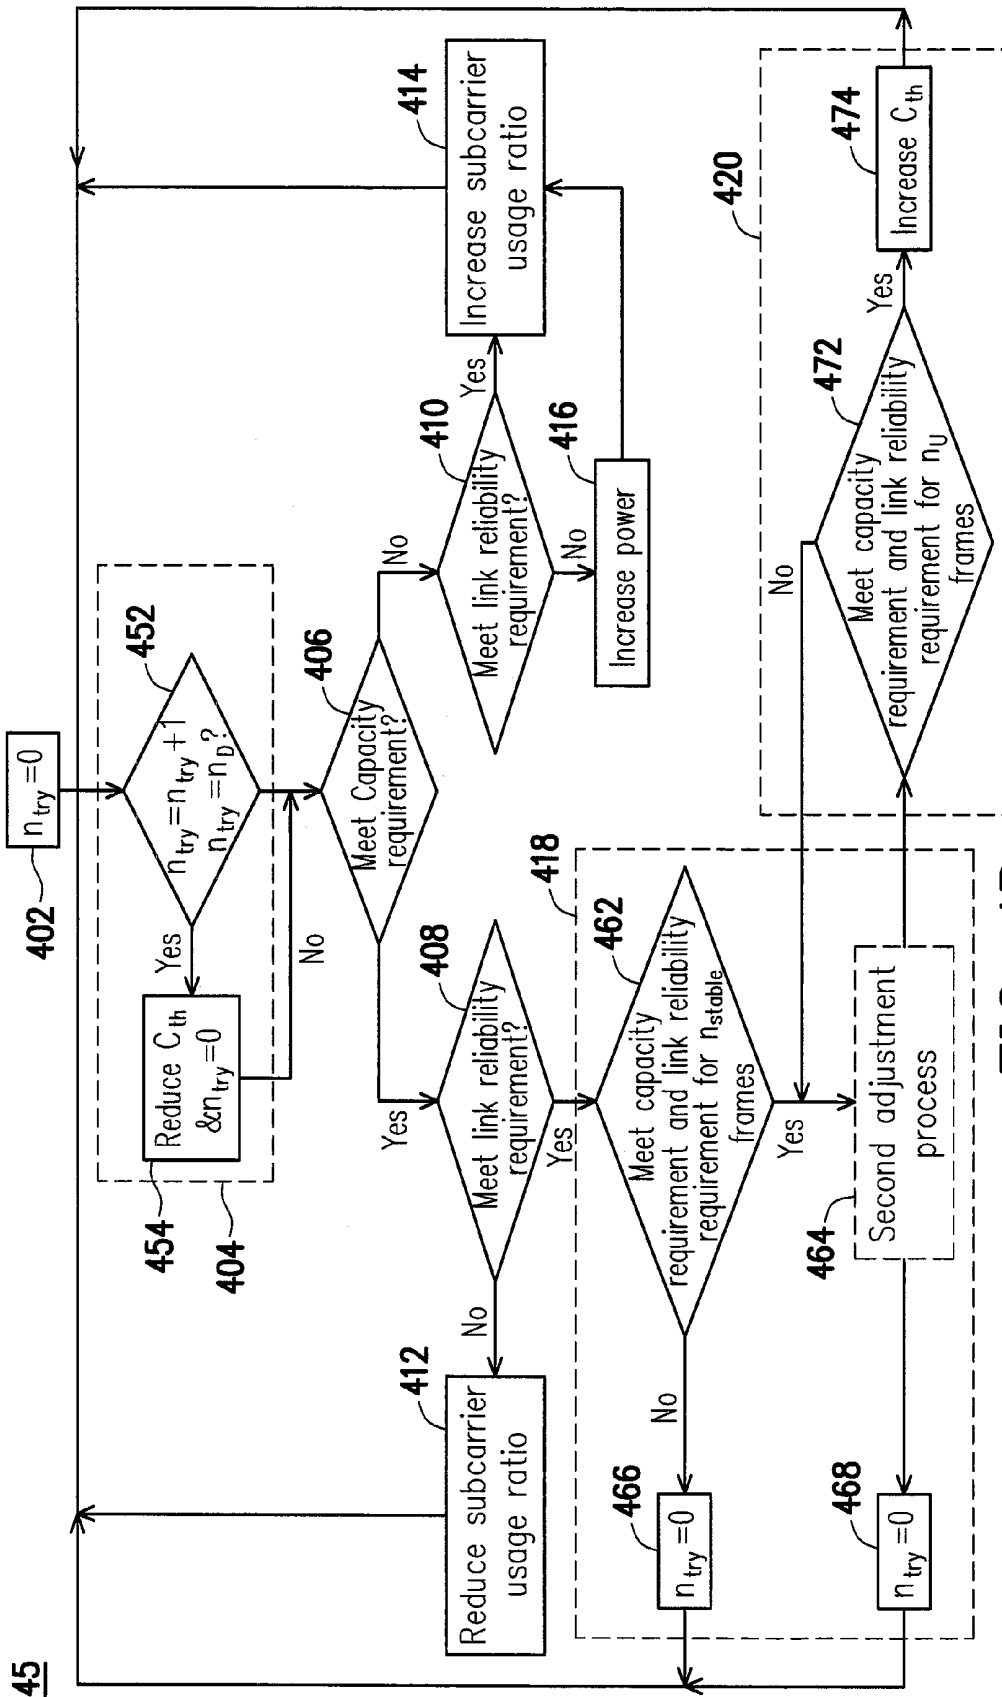 45
402
n_try=0
452
n_try=n_try+1
n_try=n_D?
Yes
No
454
Reduce C_th
&n_try=0
404
406
Meet Capacity
requirement?
Yes
No
408
Meet link reliability
requirement?
No
Yes
410
Meet link reliability
requirement?
Yes
No
412
Reduce subcarrier
usage ratio
414
Increase subcarrier
usage ratio
416
Increase power
418
462
Meet capacity
requirement and link reliability
requirement for n_stable
frames
No
Yes
466
n_try=0
464
Second adjustment
process
468
n_try=0
420
472
Meet capacity
requirement and link reliability
requirement for n_U
frames
No
Yes
474
Increase C_th